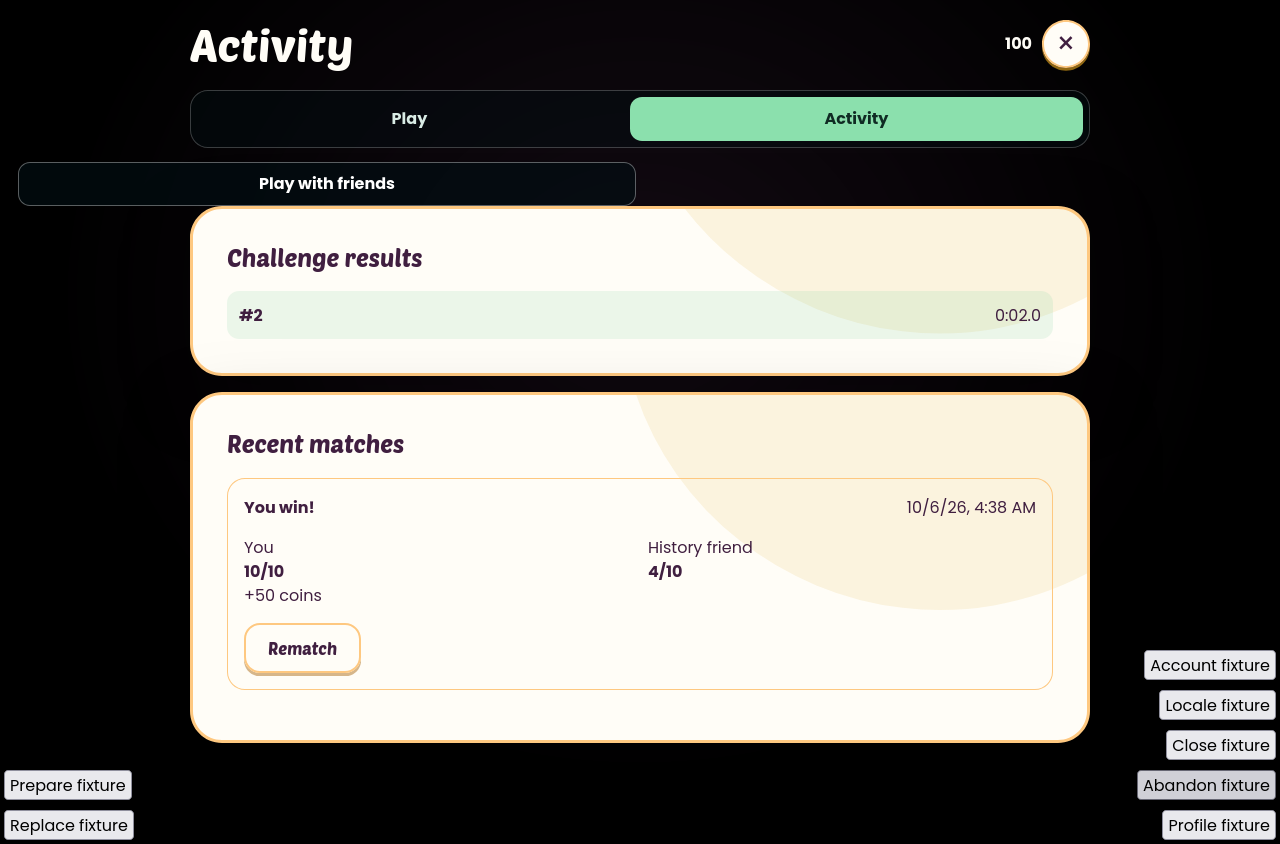 Activity
100 ✕
Play
Activity
Play with friends
Challenge results
#2 0:02.0
Recent matches
You win! 10/6/26, 4:38 AM
You History friend
10/10 4/10
+50 coins
Rematch
Account fixture
Locale fixture
Close fixture
Prepare fixture Abandon fixture
Replace fixture Profile fixture